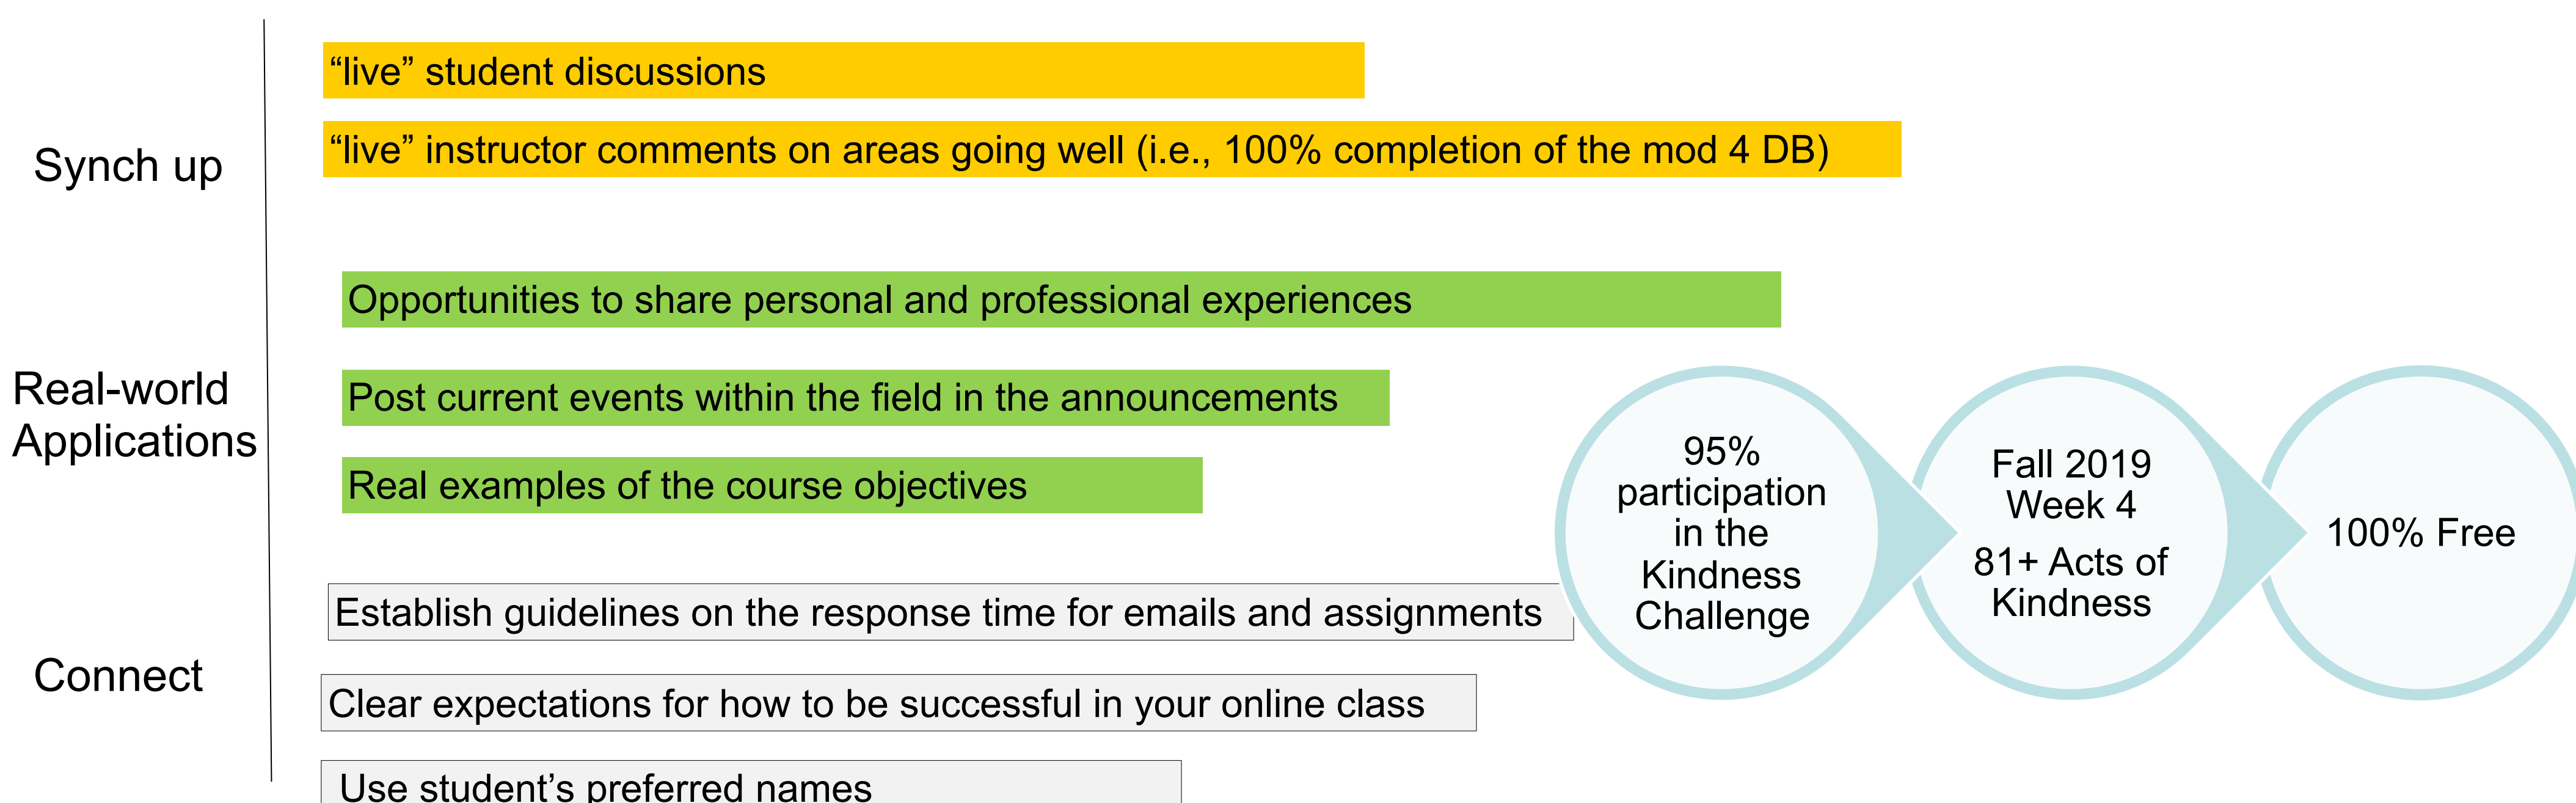 Synch up
“live” student discussions
“live” instructor comments on areas going well (i.e., 100% completion of the mod 4 DB)
Real-world
Applications
Opportunities to share personal and professional experiences
Post current events within the field in the announcements
Real examples of the course objectives
Connect
Establish guidelines on the response time for emails and assignments
Clear expectations for how to be successful in your online class
Use student’s preferred names
95%
participation
in the
Kindness
Challenge
Fall 2019
Week 4
81+ Acts of
Kindness
100% Free